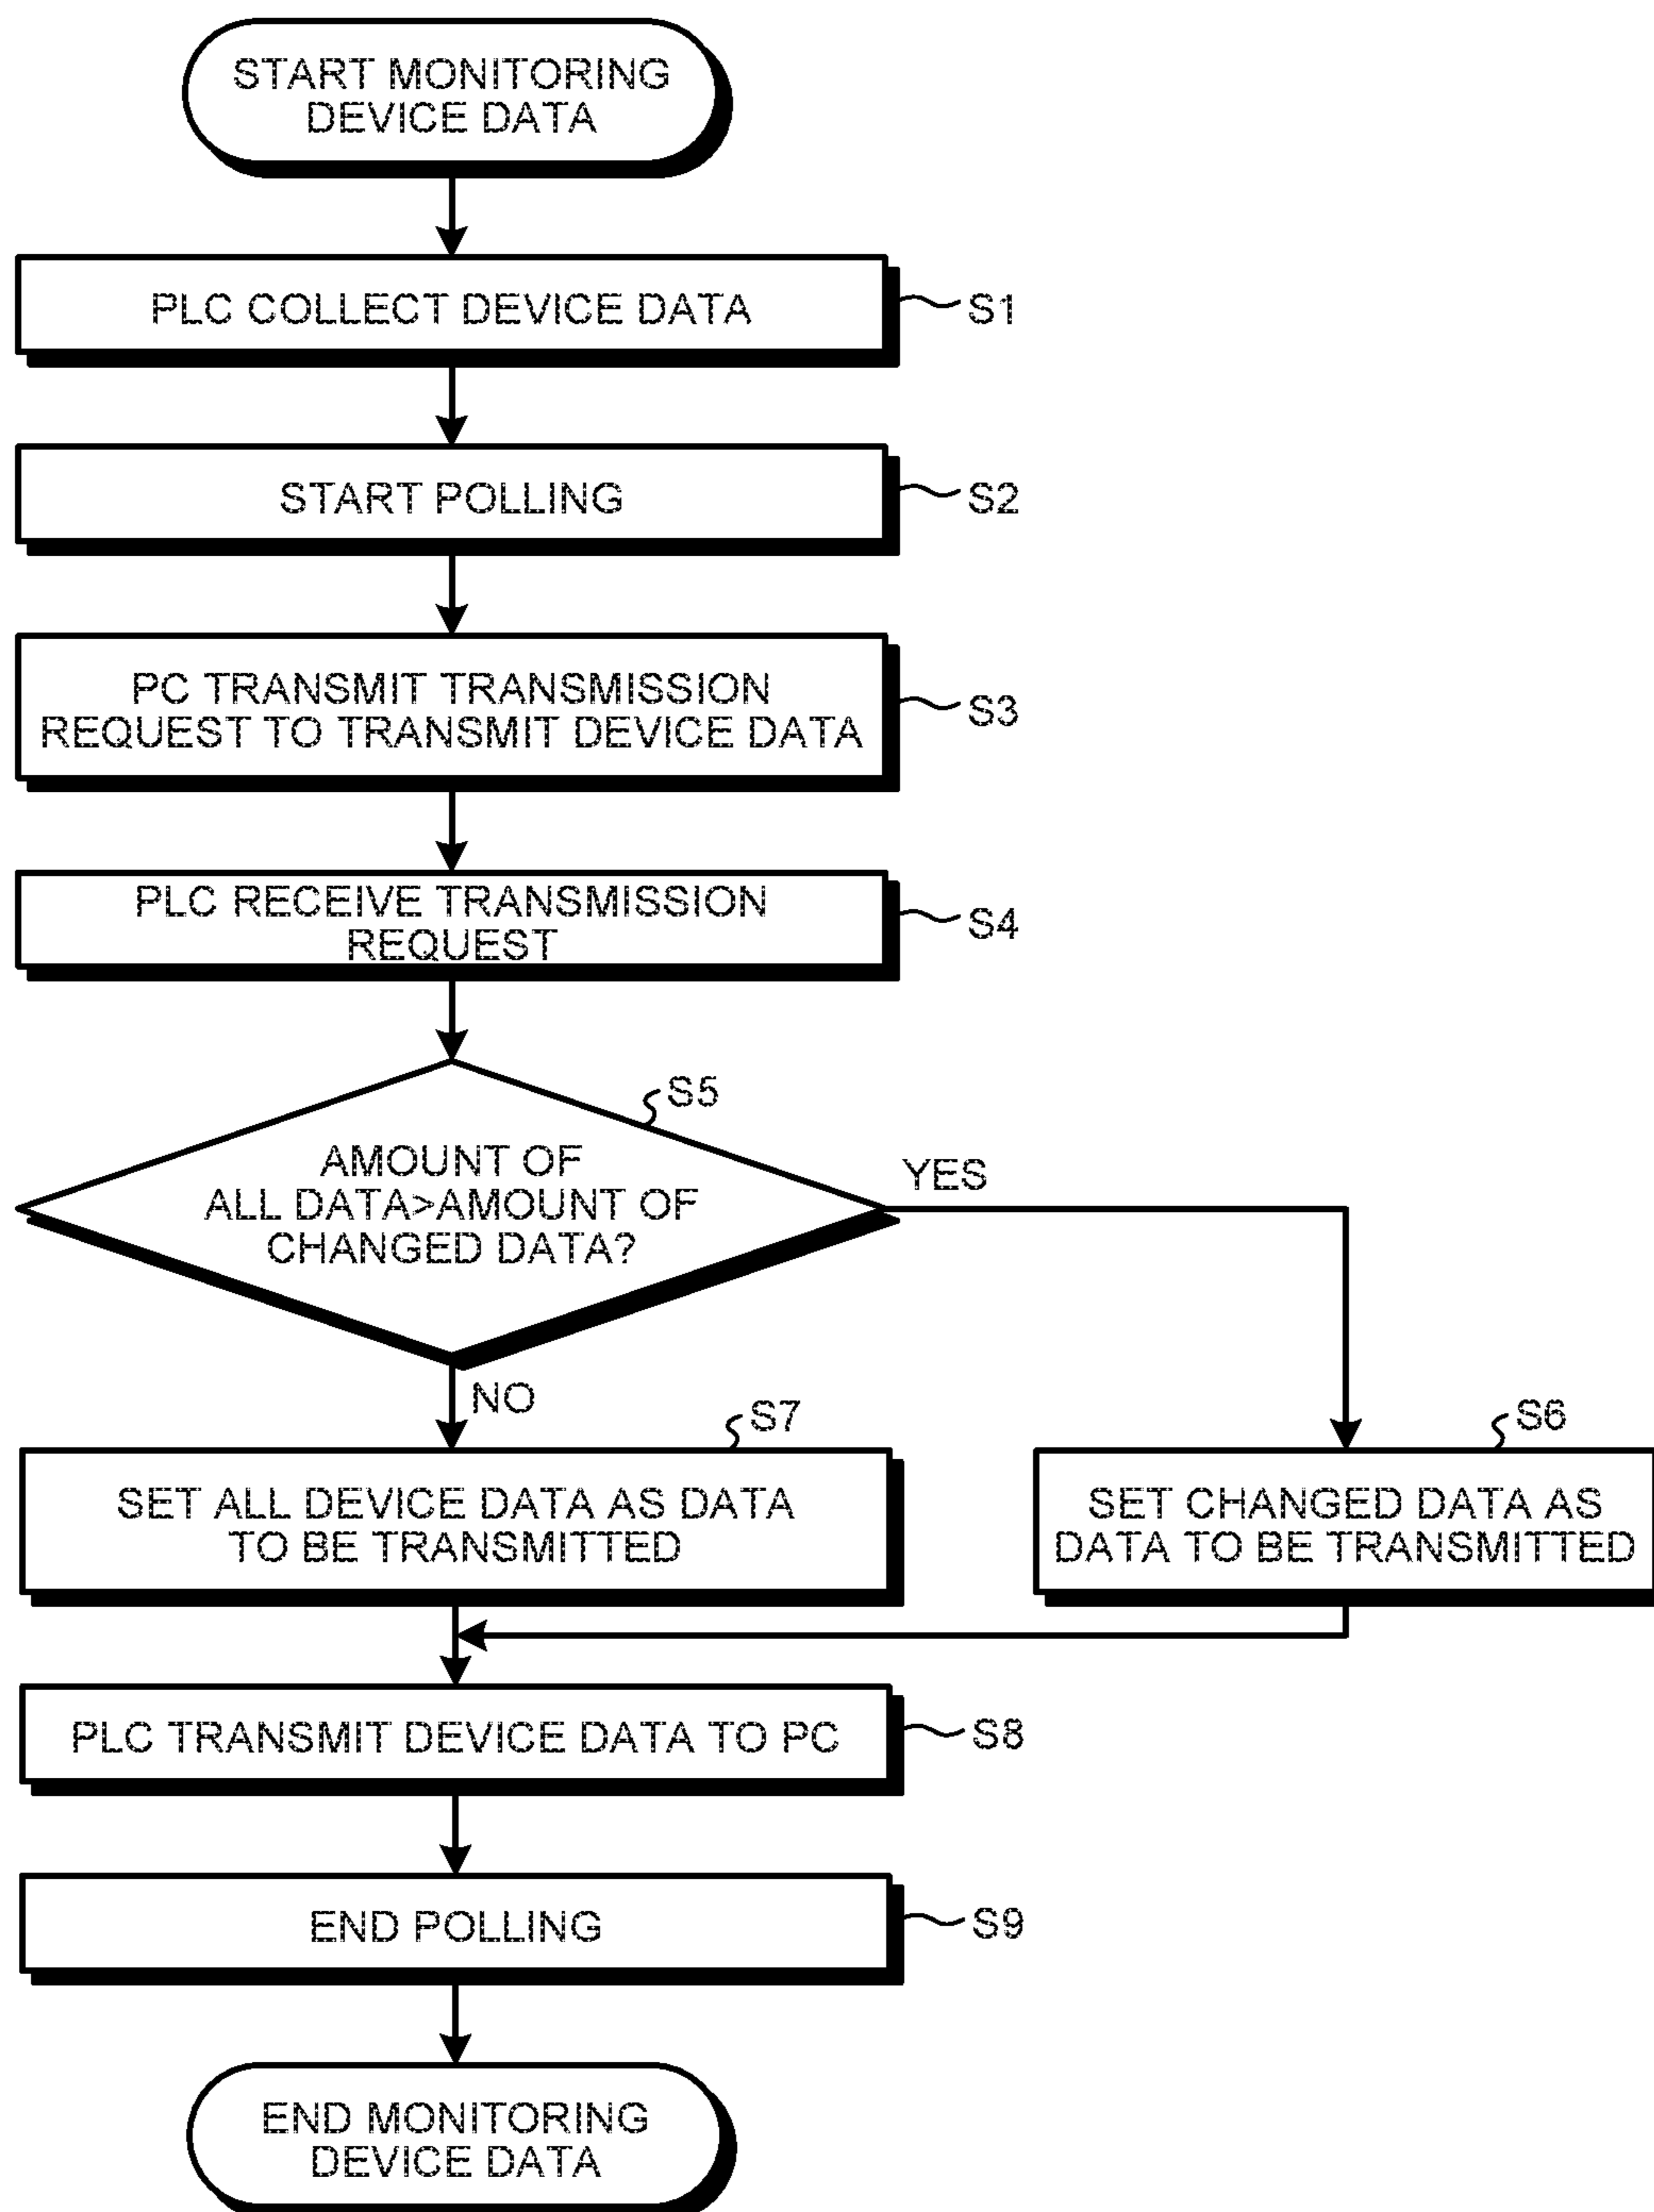 START MONITORING
DEVICE DATA
PLC COLLECT DEVICE DATA
S1
START POLLING
S2
PC TRANSMIT TRANSMISSION
REQUEST TO TRANSMIT DEVICE DATA
S3
PLC RECEIVE TRANSMISSION
REQUEST
S4
S5
AMOUNT OF
ALL DATA>AMOUNT OF
CHANGED DATA?
YES
NO
S7
SET ALL DEVICE DATA AS DATA
TO BE TRANSMITTED
S6
SET CHANGED DATA AS
DATA TO BE TRANSMITTED
PLC TRANSMIT DEVICE DATA TO PC
S8
END POLLING
S9
END MONITORING
DEVICE DATA